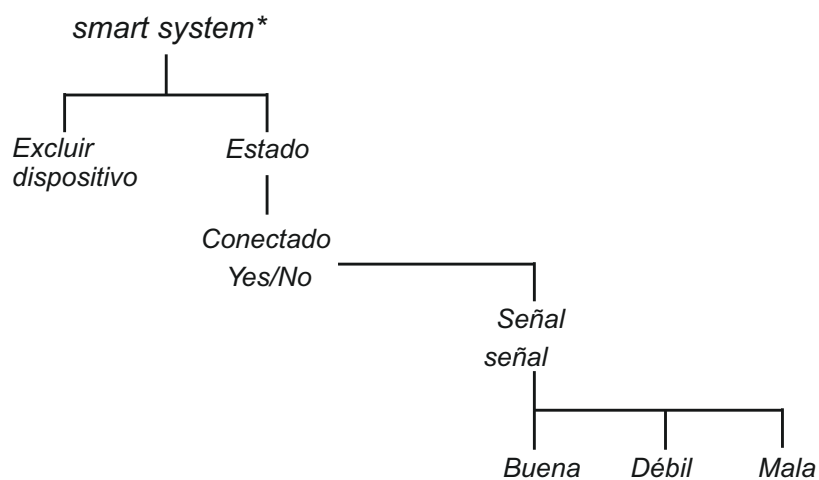 smart system*
Excluir
dispositivo
Estado
Conectado
Yes/No
Señal
señal
Buena
Débil
Mala